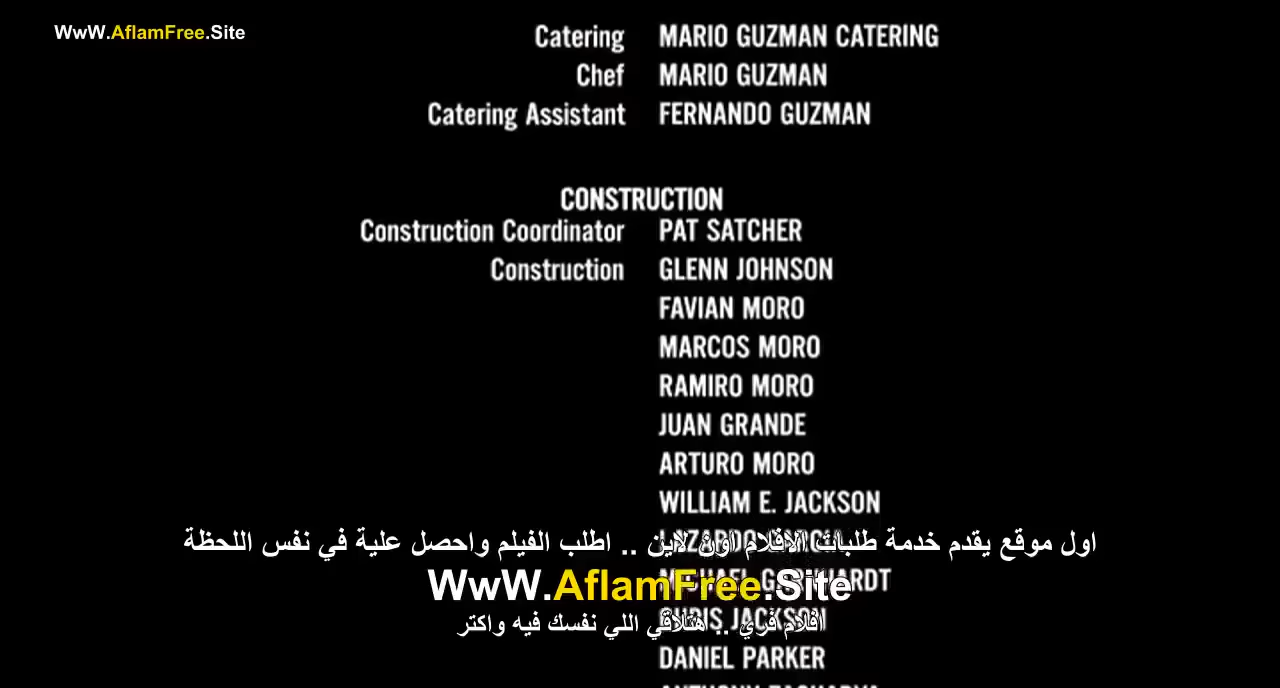 WwW.AflamFree.Site
Catering MARIO GUZMAN CATERING
Chef MARIO GUZMAN
Catering Assistant FERNANDO GUZMAN
CONSTRUCTION
Construction Coordinator PAT SATCHER
Construction GLENN JOHNSON
FAVIAN MORO
MARCOS MORO
RAMIRO MORO
JUAN GRANDE
ARTURO MORO
WILLIAM E. JACKSON
اول موقع يقدم خدمة طلبات الافلام اون لاين .. اطلب الفيلم واحصل علية في نفس اللحظة
WwW.AflamFree.Site
CHRIS JACKSON
افلام فري .. هتلاقي اللي نفسك فيه واكتر
DANIEL PARKER